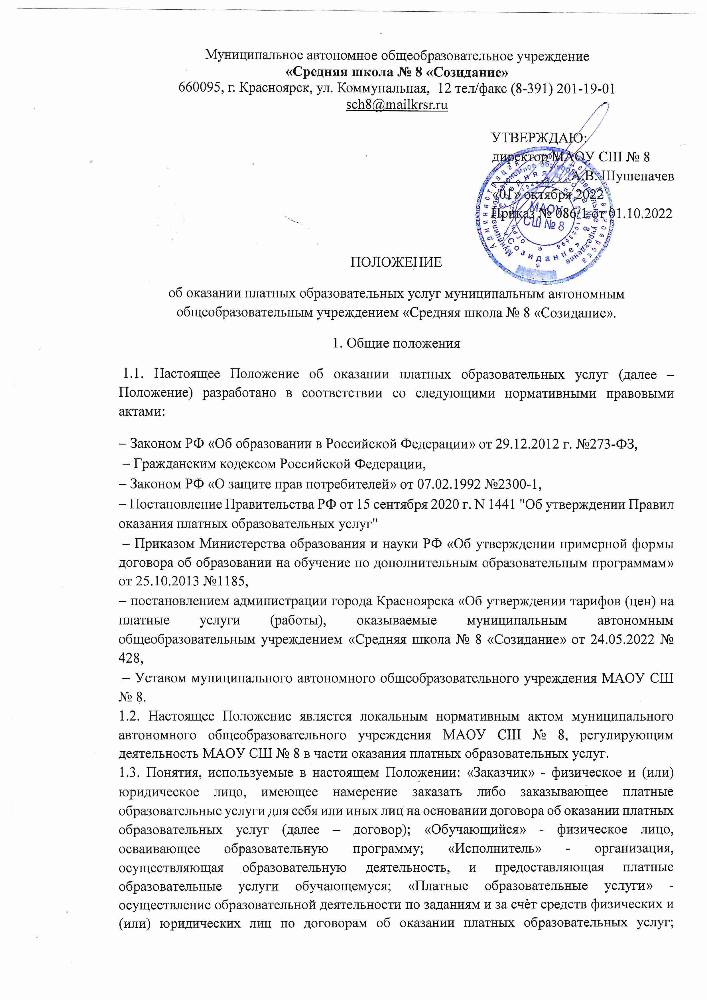 Муниципальное автономное общеобразовательное учреждение
«Средняя школа № 8 «Созидание»
660095, г. Красноярск, ул. Коммунальная, 12 тел/факс (8-391) 201-19-01
sch8@mailkrsr.ru
УТВЕРЖДАЮ:
директор МАОУ СШ № 8
____________А.В. Шушеначев
«01» октября 2022
Приказ № 086/1 от 01.10.2022
Администрация города Красноярска
Муниципальное автономное общеобразовательное учреждение
«Средняя школа № 8
«Созидание»
МАОУ
СШ № 8
ПОЛОЖЕНИЕ
об оказании платных образовательных услуг муниципальным автономным
общеобразовательным учреждением «Средняя школа № 8 «Созидание».
1. Общие положения
1.1. Настоящее Положение об оказании платных образовательных услуг (далее –
Положение) разработано в соответствии со следующими нормативными правовыми
актами:
– Законом РФ «Об образовании в Российской Федерации» от 29.12.2012 г. №273-ФЗ,
– Гражданским кодексом Российской Федерации,
– Законом РФ «О защите прав потребителей» от 07.02.1992 №2300-1,
– Постановление Правительства РФ от 15 сентября 2020 г. N 1441 "Об утверждении Правил
оказания платных образовательных услуг"
– Приказом Министерства образования и науки РФ «Об утверждении примерной формы
договора об образовании на обучение по дополнительным образовательным программам»
от 25.10.2013 №1185,
– постановлением администрации города Красноярска «Об утверждении тарифов (цен) на
платные услуги (работы), оказываемые муниципальным автономным
общеобразовательным учреждением «Средняя школа № 8 «Созидание» от 24.05.2022 №
428,
– Уставом муниципального автономного общеобразовательного учреждения МАОУ СШ
№ 8.
1.2. Настоящее Положение является локальным нормативным актом муниципального
автономного общеобразовательного учреждения МАОУ СШ № 8, регулирующим
деятельность МАОУ СШ № 8 в части оказания платных образовательных услуг.
1.3. Понятия, используемые в настоящем Положении: «Заказчик» - физическое и (или)
юридическое лицо, имеющее намерение заказать либо заказывающее платные
образовательные услуги для себя или иных лиц на основании договора об оказании платных
образовательных услуг (далее – договор); «Обучающийся» - физическое лицо,
осваивающее образовательную программу; «Исполнитель» - организация,
осуществляющая образовательную деятельность, и предоставляющая платные
образовательные услуги обучающемуся; «Платные образовательные услуги» -
осуществление образовательной деятельности по заданиям и за счѐт средств физических и
(или) юридических лиц по договорам об оказании платных образовательных услуг;